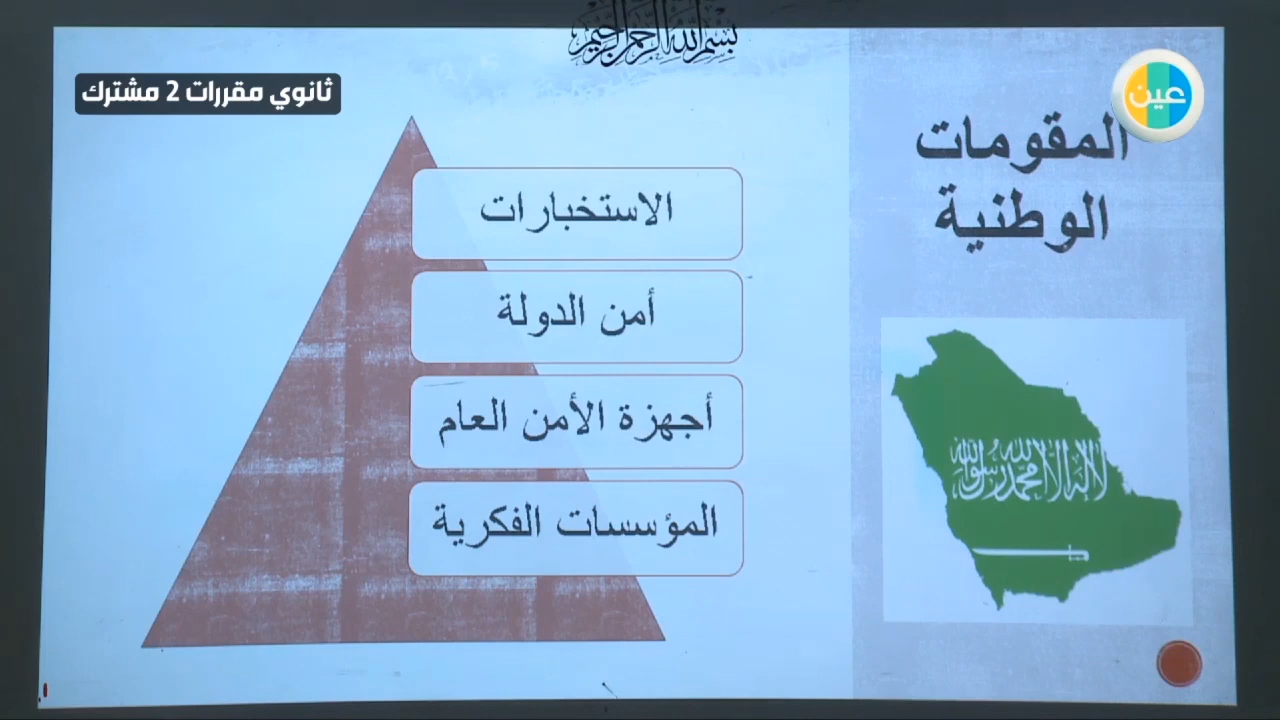 بسم الله الرحمن الرحيم
ثانوي مقررات 2 مشترك
عين
المقومات
الوطنية
الاستخبارات
أمن الدولة
أجهزة الأمن العام
المؤسسات الفكرية
لا إله إلا الله محمد رسول الله